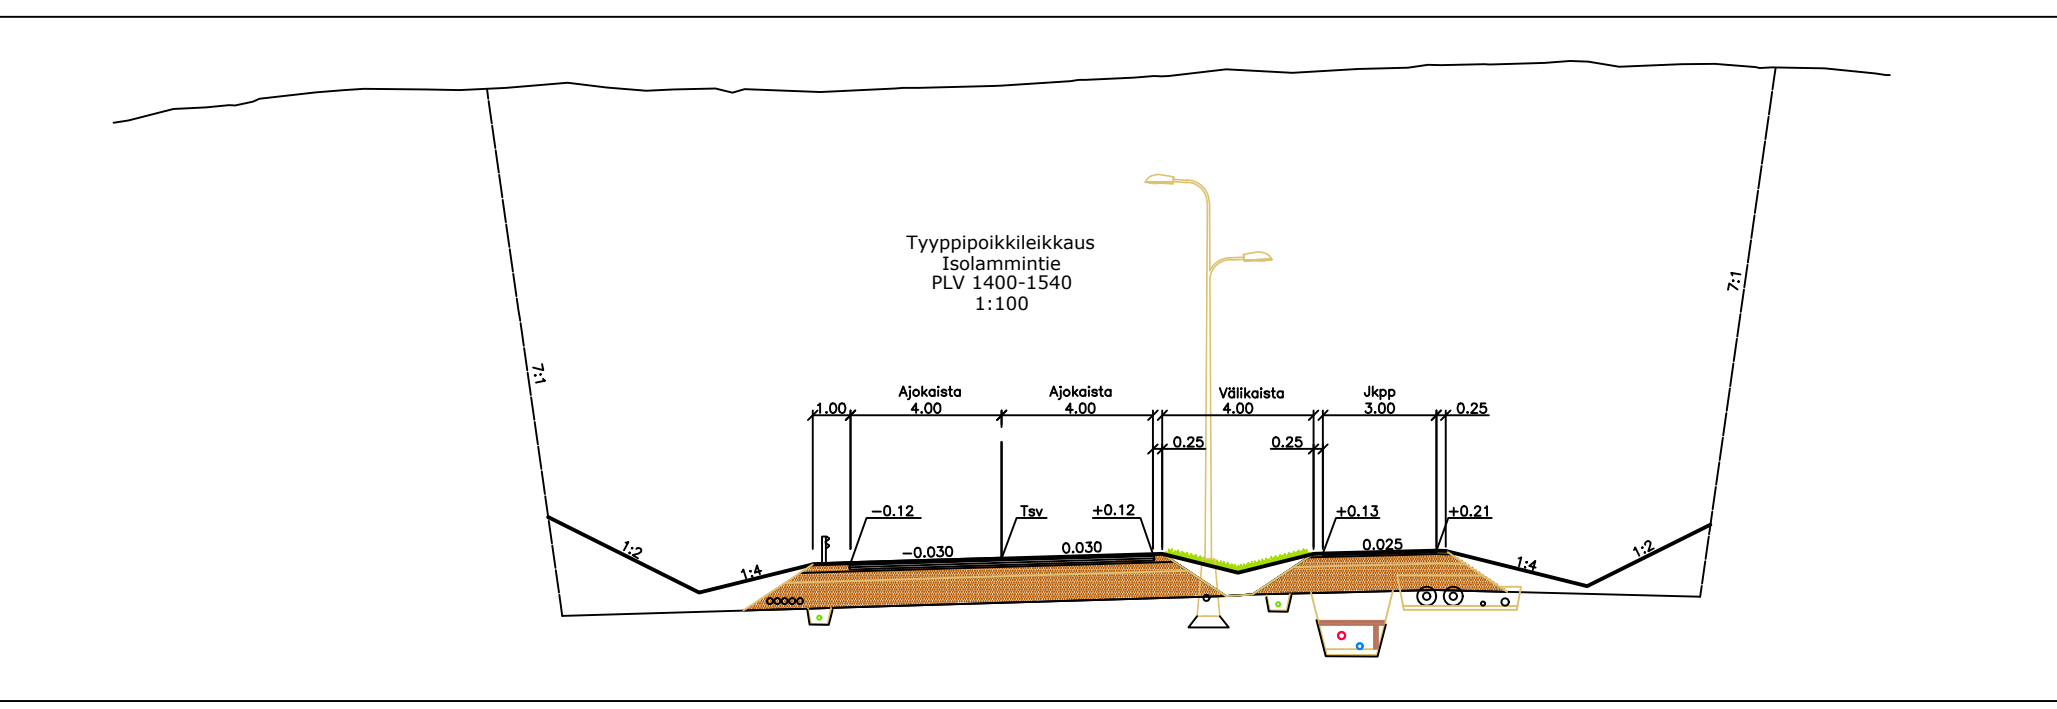 Tyyppipoikkileikkaus
Isolammintie
PLV 1400-1540
1:100
7:1
7:1
Ajokaista
Ajokaista
Välikaista
Jkpp
1.00
4.00
4.00
4.00
3.00
0.25
0.25
0.25
-0.12
Tsv
+0.12
+0.13
+0.21
1:2
1:4
-0.030
0.030
0.025
1:4
1:2